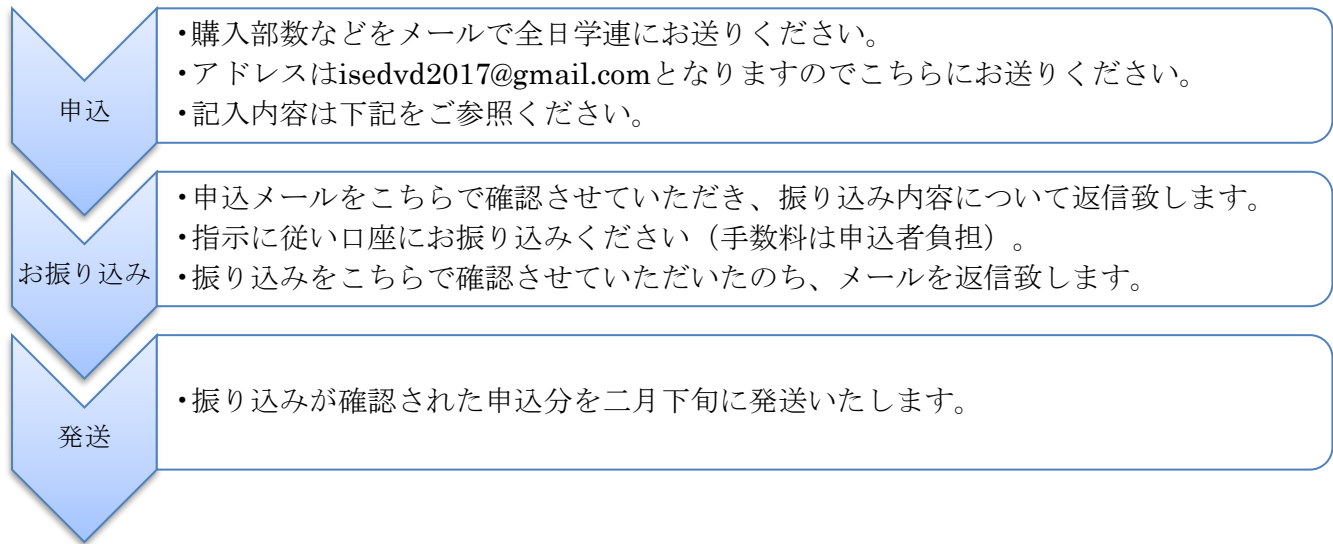 申込
・購入部数などをメールで全日学連にお送りください。
・アドレスはisedvd2017@gmail.comとなりますのでこちらにお送りください。
・記入内容は下記をご参照ください。
お振り込み
・申込メールをこちらで確認させていただき、振り込み内容について返信致します。
・指示に従い口座にお振り込みください（手数料は申込者負担）。
・振り込みをこちらで確認させていただいたのち、メールを返信致します。
発送
・振り込みが確認された申込分を二月下旬に発送いたします。